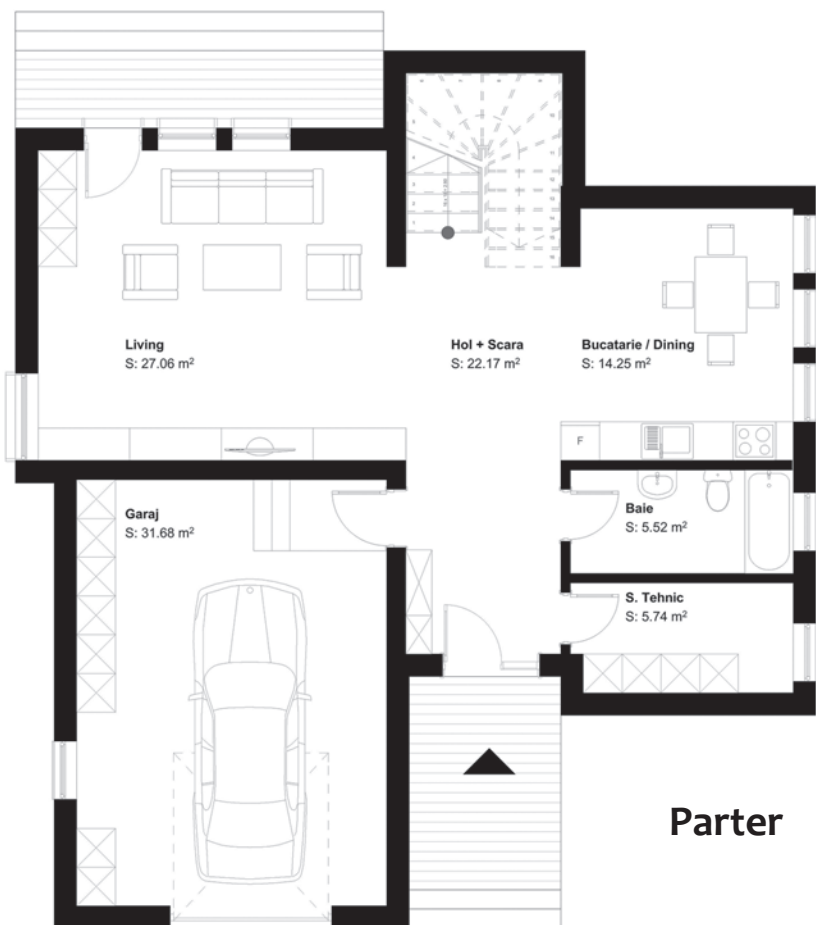 Living
S: 27.06 m²
Hol + Scara
S: 22.17 m²
Bucatarie / Dining
S: 14.25 m²
F
Garaj
S: 31.68 m²
Baie
S: 5.52 m²
S. Tehnic
S: 5.74 m²
Parter